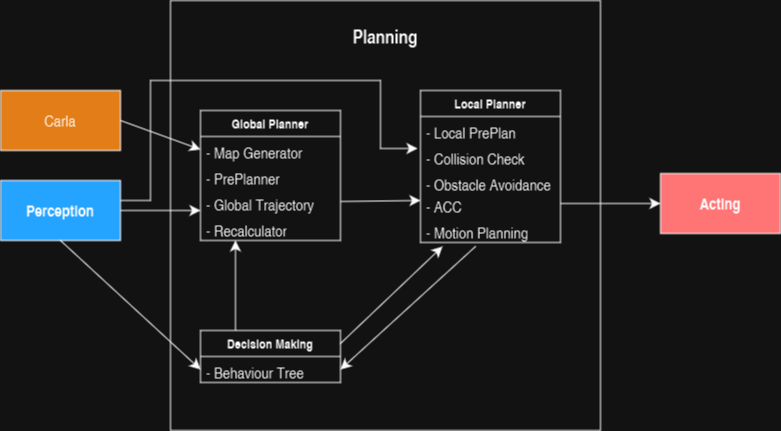 Planning
Carla
Perception
Global Planner
- Map Generator
- PrePlanner
- Global Trajectory
- Recalculator
Local Planner
- Local PrePlan
- Collision Check
- Obstacle Avoidance
- ACC
- Motion Planning
Decision Making
- Behaviour Tree
Acting